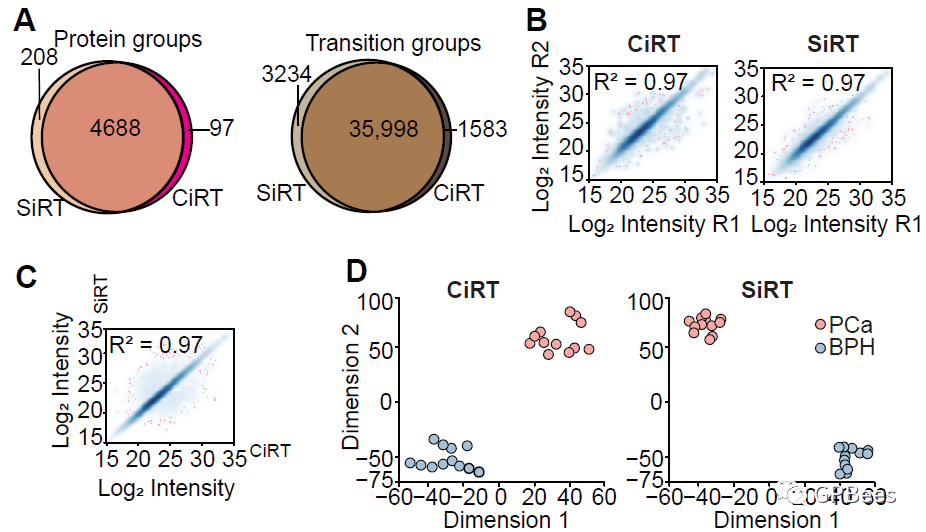 A
Protein groups
208
4688
97
SiRT
CiRT
Transition groups
3234
35,998
1583
SiRT
CiRT
B
CiRT
SiRT
Log₂ Intensity R2
35
30
25
20
15
R² = 0.97
15 20 25 30 35
Log₂ Intensity R1
35
30
25
20
15
R² = 0.97
15 20 25 30 35
Log₂ Intensity R1
C
SiRT
Log₂ Intensity
35
30
25
20
15
R² = 0.97
15 20 25 30 35
CiRT
Log₂ Intensity
D
CiRT
Dimension 2
100
50
0
−50
−75
−60 −40 −20 0 20 40 60
Dimension 1
SiRT
100
50
0
−50
−75
PCa
BPH
−60 −40 −20 0 40 60
Dimension 1
GPBees